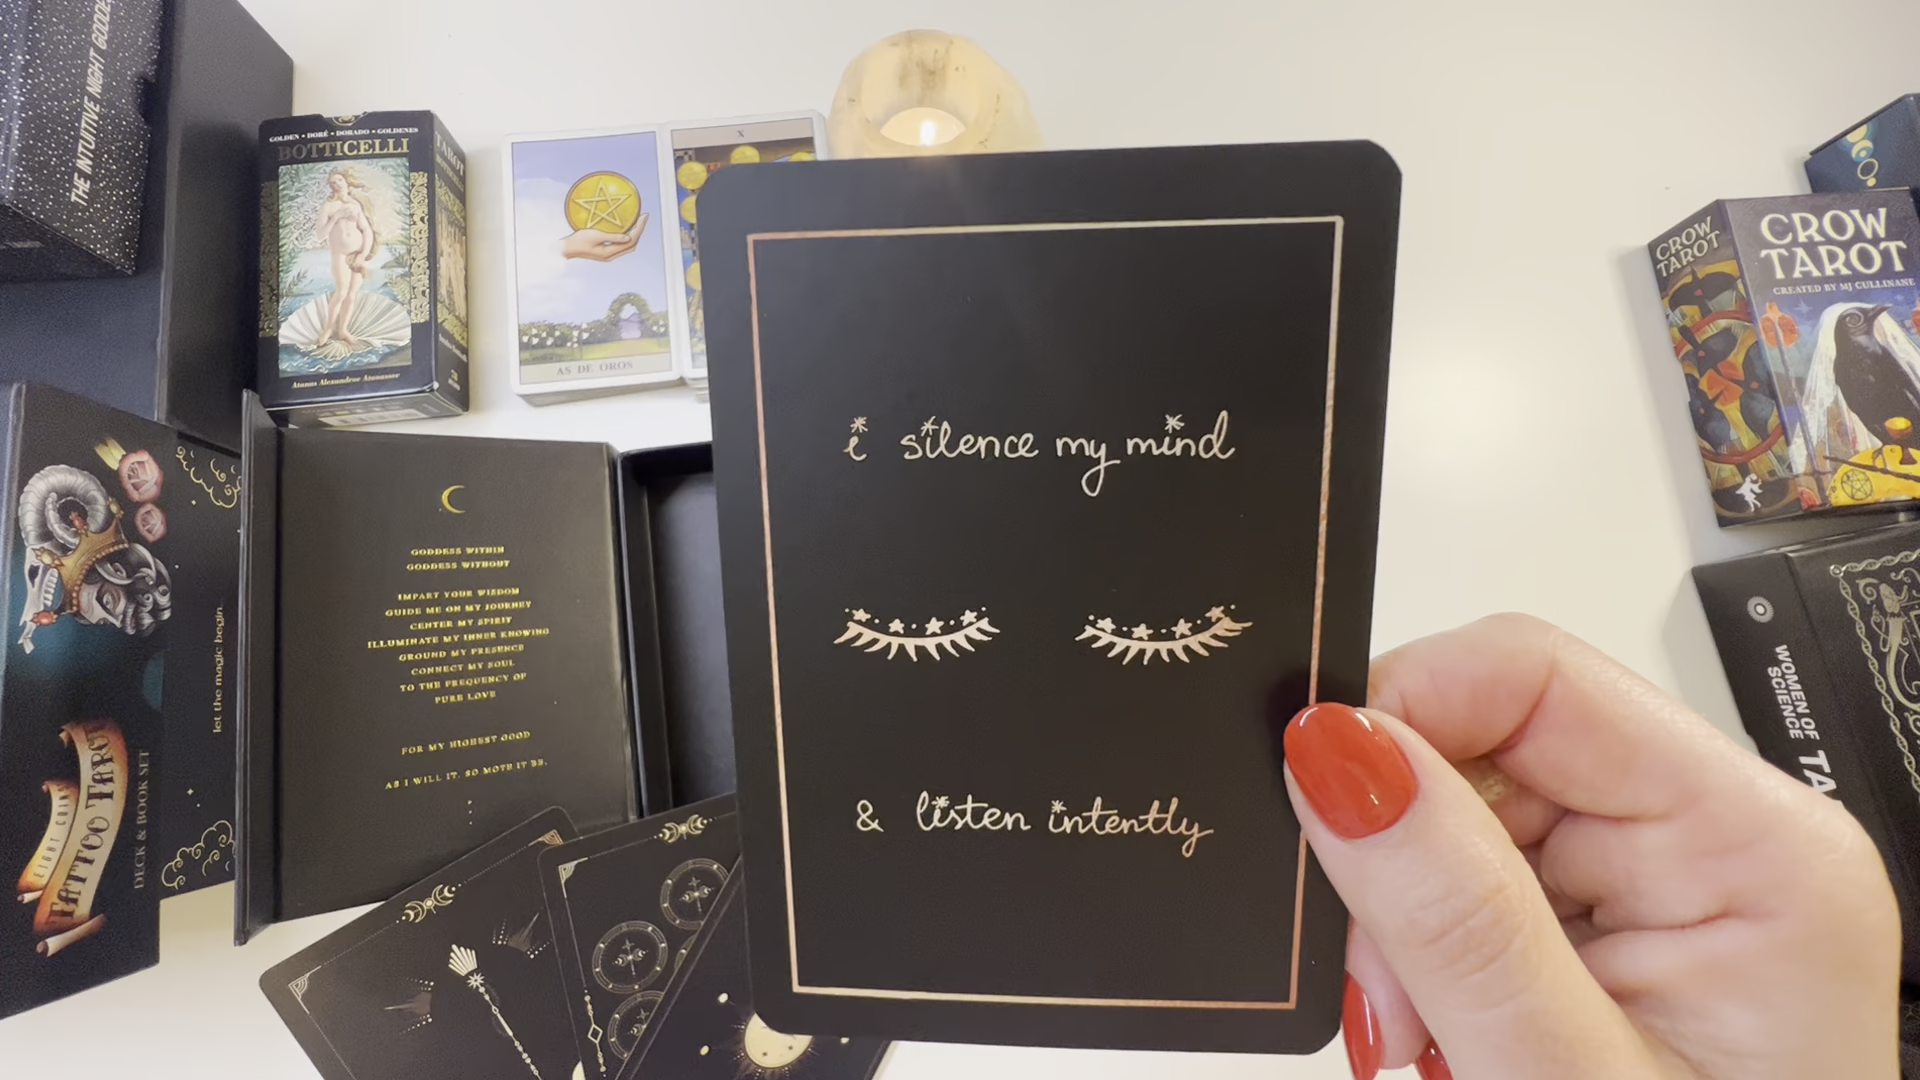 THE INTUITIVE NIGHT GODDE
GOLDEN • DORÉ • DORADO • GOLDENES
BOTTICELLI
TAROT
Atanas Alexandrov Atanassov
78
AS DE OROS
X
i silence my mind
& listen intently
GODDESS WITHIN
GODDESS WITHOUT
IMPART YOUR WISDOM
GUIDE ME ON MY JOURNEY
CENTER MY SPIRIT
ILLUMINATE MY INNER KNOWING
GROUND MY PRESENCE
CONNECT MY SOUL
TO THE FREQUENCY OF
PURE LOVE
FOR MY HIGHEST GOOD
AS I WILL IT, SO MOTE IT BE.
let the magic begin...
EIGHT COINS'
TATTOO TAROT
DECK & BOOK SET
CROW
TAROT
CROW
TAROT
CREATED BY MJ CULLINANE
WOMEN OF
SCIENCE
TA